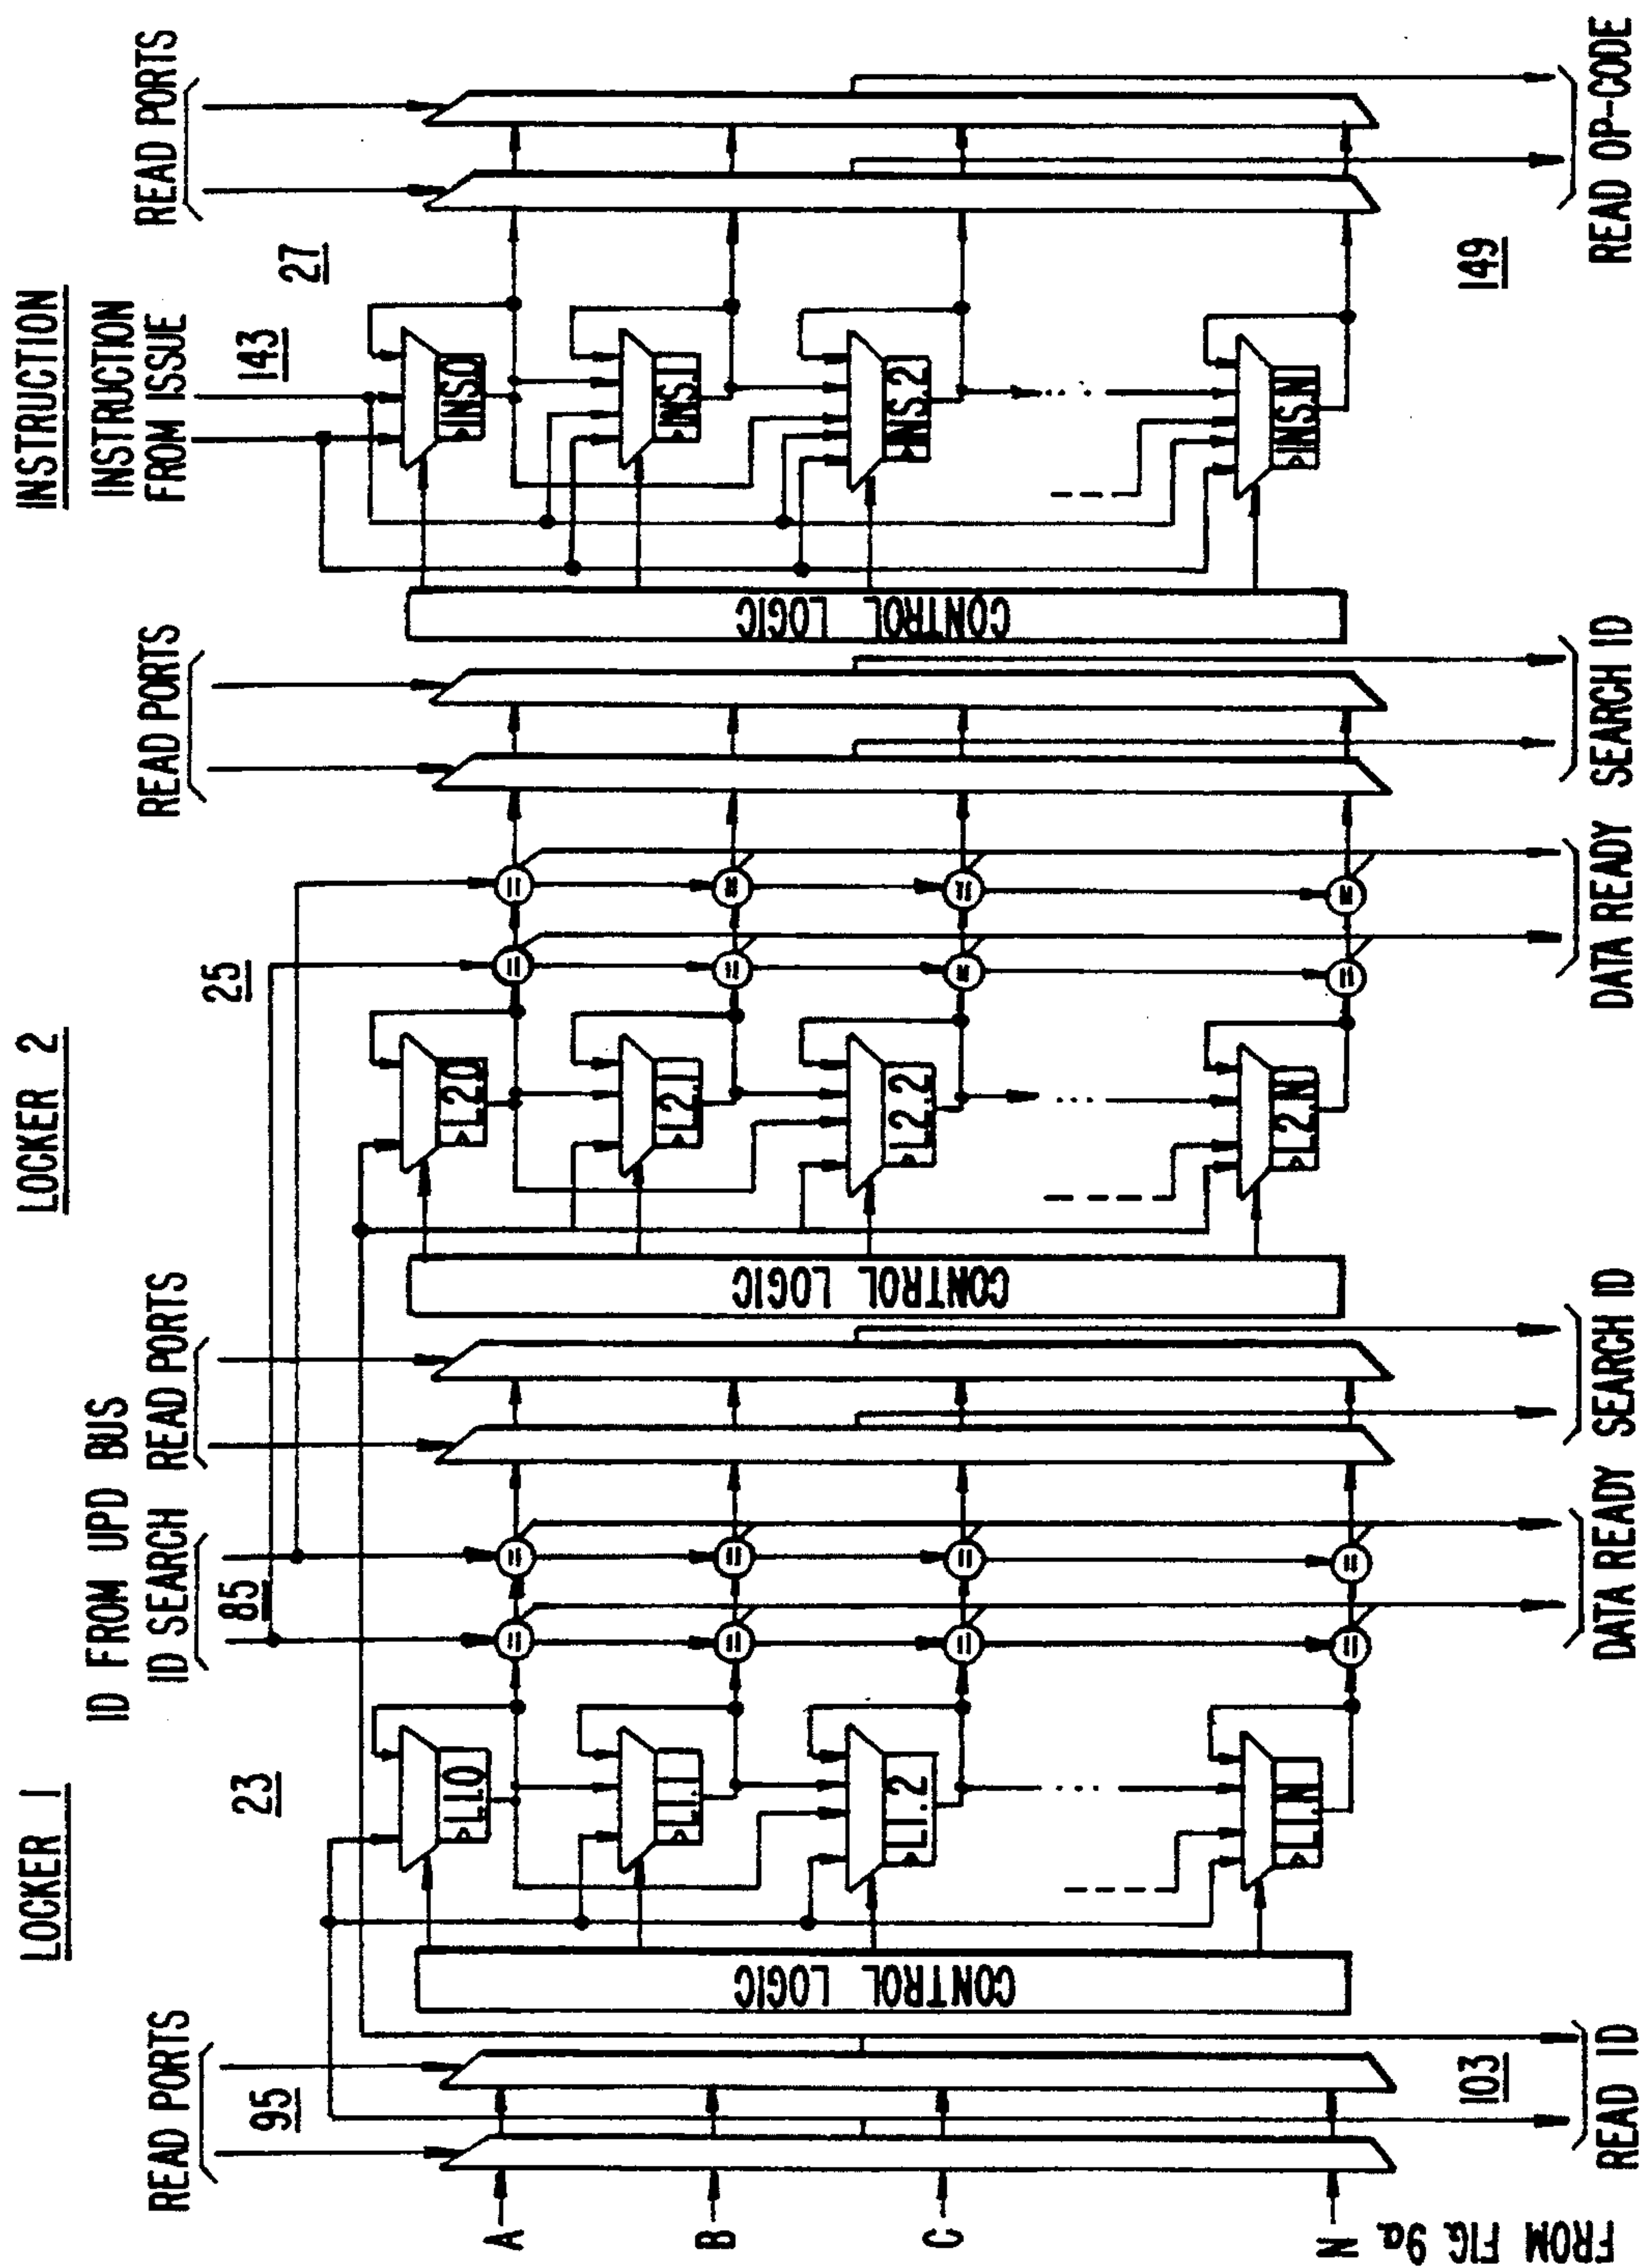 LOCKER 1
LOCKER 2
INSTRUCTION
READ PORTS
95
23
ID FROM UPD BUS
ID SEARCH
85
READ PORTS
25
READ PORTS
INSTRUCTION
FROM ISSUE
143
27
READ PORTS
CONTROL LOGIC
L1.0
L1.1
L1.2
L1.N
CONTROL LOGIC
L2.0
L2.1
L2.2
L2.N
CONTROL LOGIC
INS.0
INS.1
INS.2
INS.N
A
B
C
N
FROM FIG 9a
103
READ ID
DATA READY
SEARCH ID
DATA READY
SEARCH ID
149
READ OP-CODE